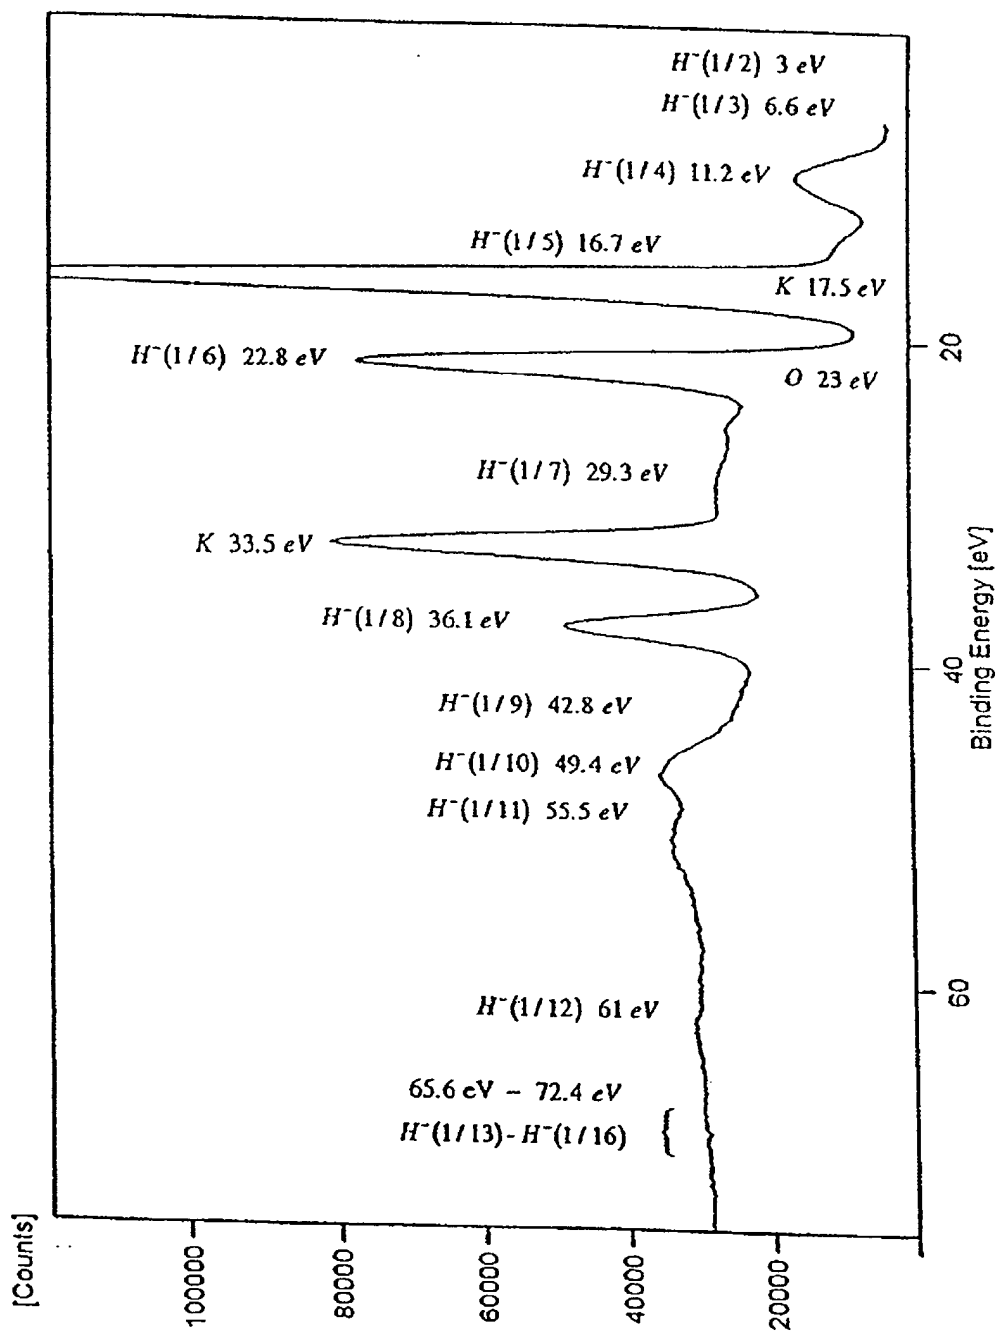 H⁻(1/2) 3 eV
H⁻(1/3) 6.6 eV
H⁻(1/4) 11.2 eV
H⁻(1/5) 16.7 eV
K 17.5 eV
H⁻(1/6) 22.8 eV
O 23 eV
H⁻(1/7) 29.3 eV
K 33.5 eV
H⁻(1/8) 36.1 eV
H⁻(1/9) 42.8 eV
H⁻(1/10) 49.4 eV
H⁻(1/11) 55.5 eV
H⁻(1/12) 61 eV
65.6 eV – 72.4 eV
H⁻(1/13)-H⁻(1/16)
20
40
60
Binding Energy [eV]
[Counts]
100000
80000
60000
40000
20000